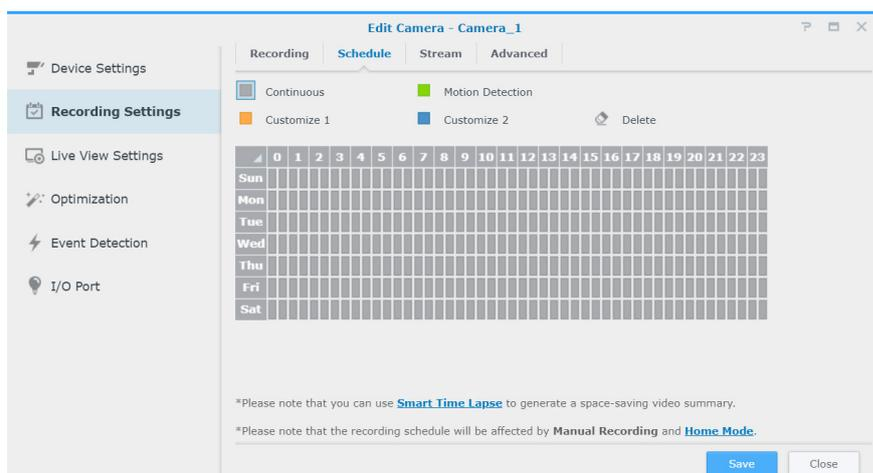 Edit Camera - Camera_1
Device Settings
Recording Settings
Live View Settings
Optimization
Event Detection
I/O Port
Recording Schedule Stream Advanced
Continuous Motion Detection
Customize 1 Customize 2 Delete
0 1 2 3 4 5 6 7 8 9 10 11 12 13 14 15 16 17 18 19 20 21 22 23
Sun
Mon
Tue
Wed
Thu
Fri
Sat
*Please note that you can use Smart Time Lapse to generate a space-saving video summary.
*Please note that the recording schedule will be affected by Manual Recording and Home Mode.
Save Close